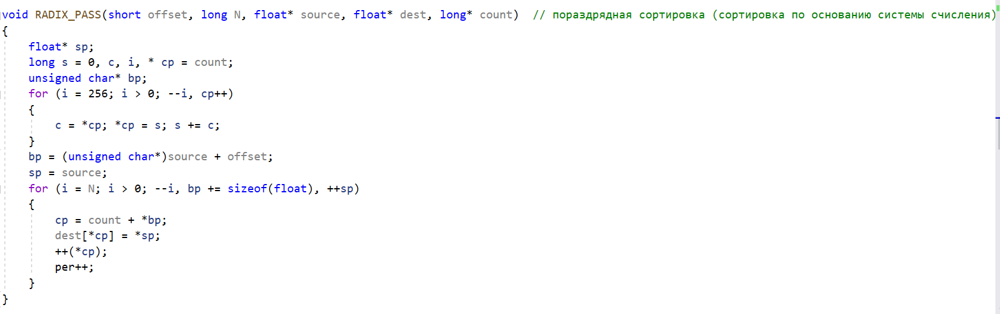 void RADIX_PASS(short offset, long N, float* source, float* dest, long* count)  // пораздрядная сортировка (сортировка по основанию системы счисления)
{
    float* sp;
    long s = 0, c, i, * cp = count;
    unsigned char* bp;
    for (i = 256; i > 0; --i, cp++)
    {
        c = *cp; *cp = s; s += c;
    }
    bp = (unsigned char*)source + offset;
    sp = source;
    for (i = N; i > 0; --i, bp += sizeof(float), ++sp)
    {
        cp = count + *bp;
        dest[*cp] = *sp;
        ++(*cp);
        per++;
    }
}